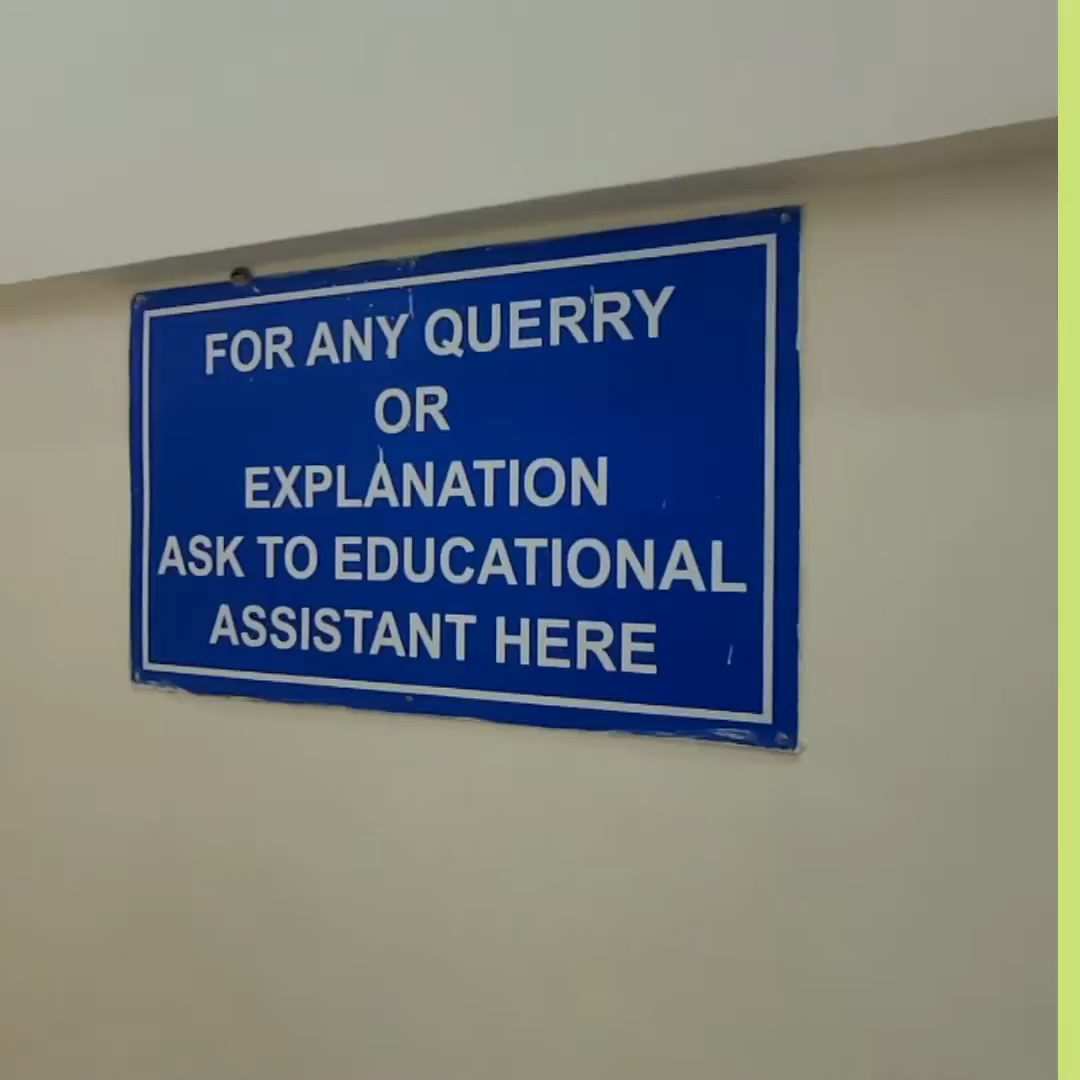 FOR ANY QUERRY
OR
EXPLANATION
ASK TO EDUCATIONAL
ASSISTANT HERE